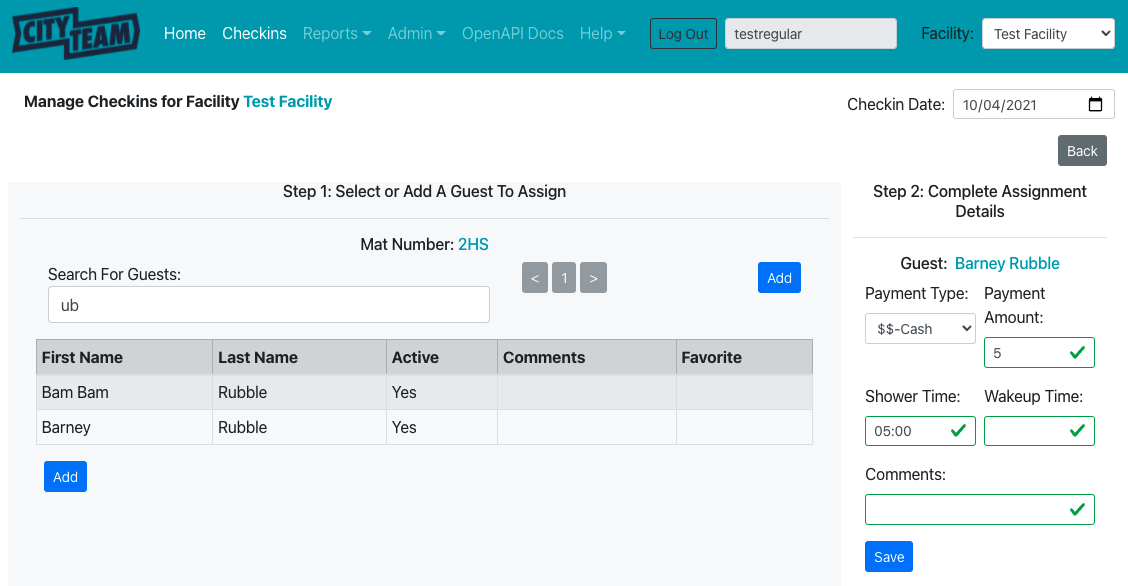 CITY TEAM
Home Checkins Reports Admin OpenAPI Docs Help Log Out testregular Facility: Test Facility
Manage Checkins for Facility Test Facility
Checkin Date: 10/04/2021
Back
Step 1: Select or Add A Guest To Assign
Mat Number: 2HS
Search For Guests:
ub
< 1 >
Add
First Name Last Name Active Comments Favorite
Bam Bam Rubble Yes
Barney Rubble Yes
Add
Step 2: Complete Assignment
Details
Guest: Barney Rubble
Payment Type:
$$-Cash
Payment
Amount:
5
Shower Time: Wakeup Time:
05:00
Comments:
Save